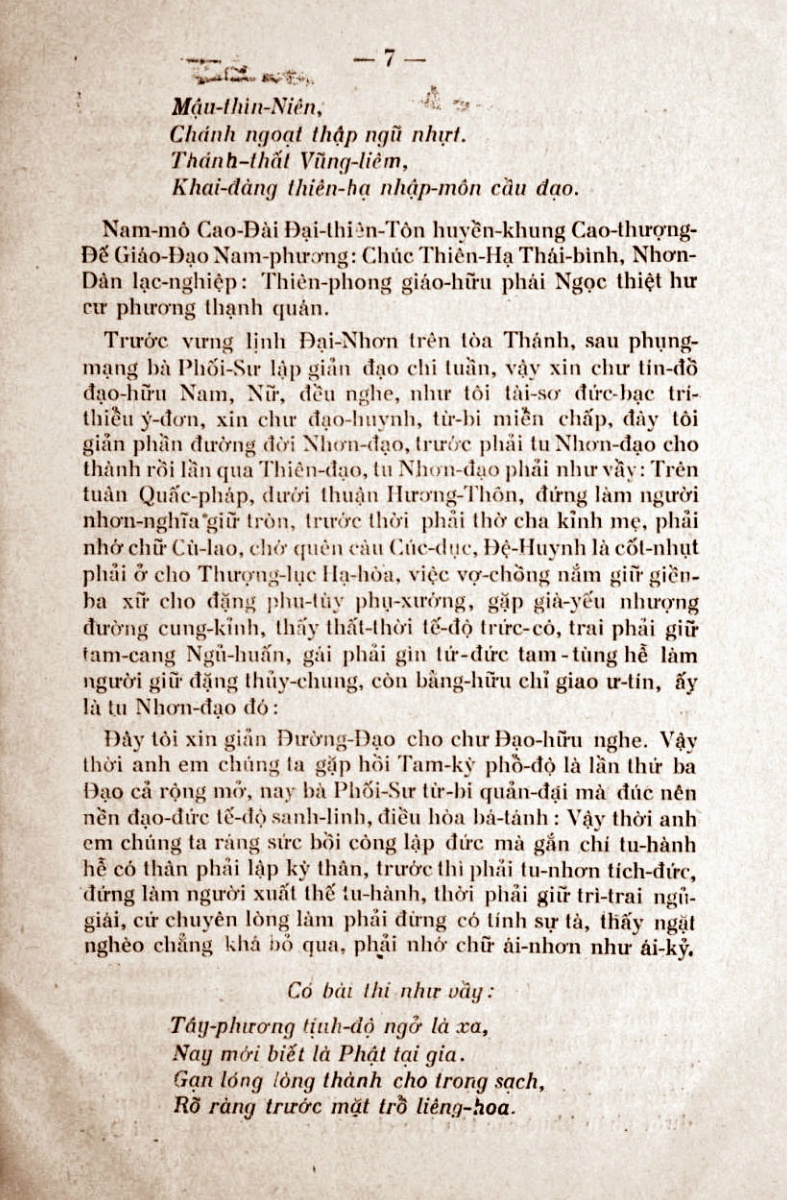 — 7 —
Mậu-thìn-Niên,
Chánh ngoạt thập ngũ nhựt.
Thánh-thất Vũng-liêm,
Khai-đàng thiên-hạ nhập-môn cầu đạo.
Nam-mô Cao-Đài Đại-thiên-Tôn huyền-khung Cao-thượng-
Đế Giáo-Đạo Nam-phương: Chúc Thiên-Hạ Thái-bình, Nhơn-
Dân lạc-nghiệp: Thiên-phong giáo-hữu phái Ngọc thiệt hư
cư phương thạnh quán.
Trước vưng lịnh Đại-Nhơn trên tòa Thánh, sau phụng-
mạng bà Phối-Sư lập giản đạo chi tuần, vậy xin chư tín-đồ
đạo-hữu Nam, Nữ, đều nghe, như tôi tài-sơ đức-bạc trí-
thiểu ý-đơn, xin chư đạo-huynh, từ-bi miễn chấp, đây tôi
giản phần đường đời Nhơn-đạo, trước phải tu Nhơn-đạo cho
thành rồi lần qua Thiên-đạo, tu Nhơn-đạo phải như vầy: Trên
tuân Quấc-pháp, dưới thuận Hương-Thôn, đứng làm người
nhơn-nghĩa giữ tròn, trước thời phải thờ cha kỉnh mẹ, phải
nhớ chữ Cù-lao, chớ quên câu Cúc-dục, Đệ-Huynh là cốt-nhụt
phải ở cho Thượng-lục Hạ-hòa, việc vợ-chồng nắm giữ giền-
ba xữ cho đặng phu-tùy phụ-xướng, gặp già-yếu nhượng
đường cung-kỉnh, thấy thất-thời tế-độ trức-cô, trai phải giữ
tam-cang Ngủ-huấn, gái phải gìn tứ-đức tam-tùng hễ làm
người giữ đặng thủy-chung, còn bằng-hữu chỉ giao ư-tín, ấy
là tu Nhơn-đạo đó:
Đây tôi xin giản Đường-Đạo cho chư Đạo-hữu nghe. Vậy
thời anh em chúng ta gặp hồi Tam-kỳ phổ-độ là lần thứ ba
Đạo cả rộng mở, nay bà Phối-Sư từ-bi quản-đại mà đúc nên
nền đạo-đức tế-độ sanh-linh, điều hòa bá-tánh: Vậy thời anh
em chúng ta ráng sức bồi công lập đức mà gắn chí tu-hành
hễ có thân phải lập kỳ thân, trước thì phải tu-nhơn tích-đức,
đứng làm người xuất thế tu-hành, thời phải giữ trì-trai ngủ-
giải, cứ chuyên lòng làm phải đừng có tính sự tà, thấy ngặt
nghèo chẳng khá bỏ qua, phải nhớ chữ ái-nhơn như ái-kỷ.
Có bài thi như vầy:
Tây-phương tịnh-độ ngở là xa,
Nay mới biết là Phật tại gia.
Gạn lóng lòng thành cho trong sạch,
Rõ ràng trước mặt trổ liêng-hoa.